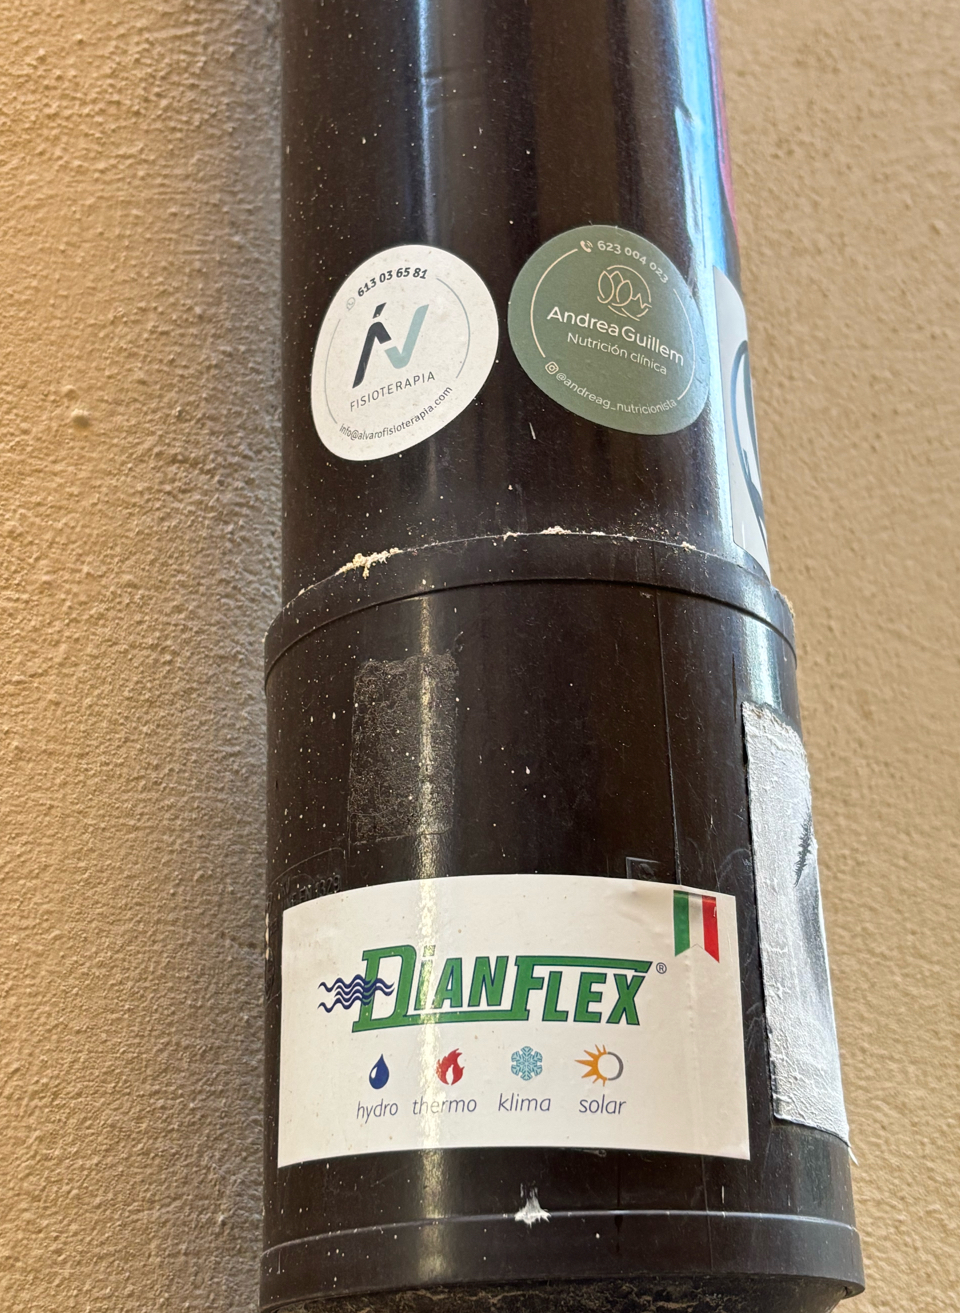 613 03 65 81
ÁV
FISIOTERAPIA
info@alvarofisioterapia.com
623 004 023
Andrea Guillem
Nutrición clínica
@andreag_nutricionista
DIANFLEX®
hydro thermo klima solar